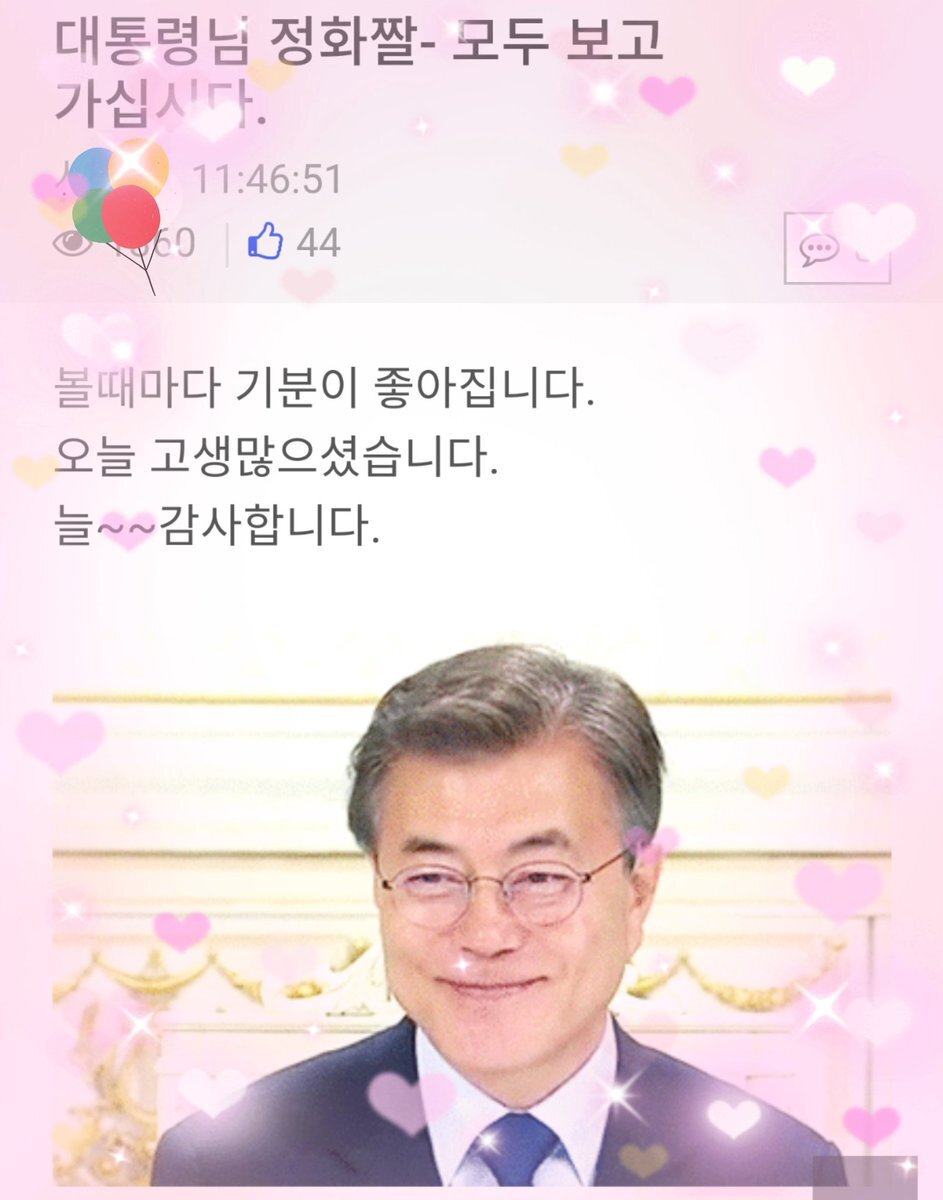 대통령님 정화짤- 모두 보고
가십시다.
11:46:51
44
볼때마다 기분이 좋아집니다.
오늘 고생많으셨습니다.
늘~~감사합니다.